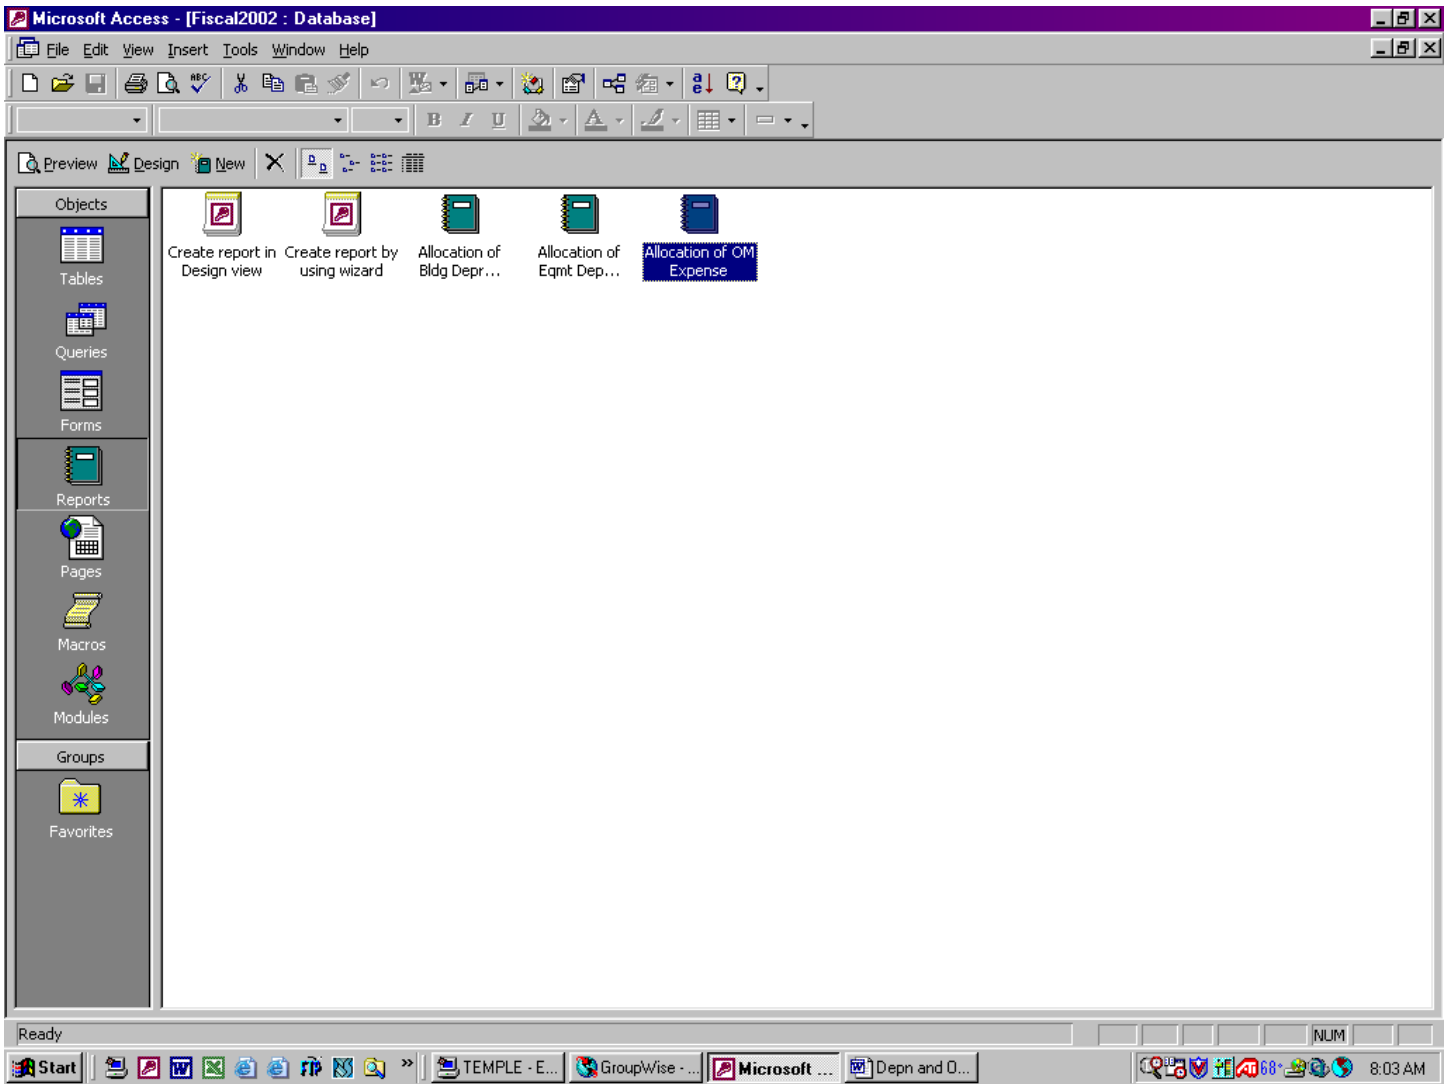 Microsoft Access - [Fiscal2002 : Database]
File Edit View Insert Tools Window Help
B I U
Preview Design New
Objects
Tables
Queries
Forms
Reports
Pages
Macros
Modules
Groups
Favorites
Create report in
Design view
Create report by
using wizard
Allocation of
Bldg Depr...
Allocation of
Eqmt Dep...
Allocation of OM
Expense
Ready
NUM
Start
TEMPLE - E...
GroupWise - ...
Microsoft ...
Depn and O...
68°
8:03 AM